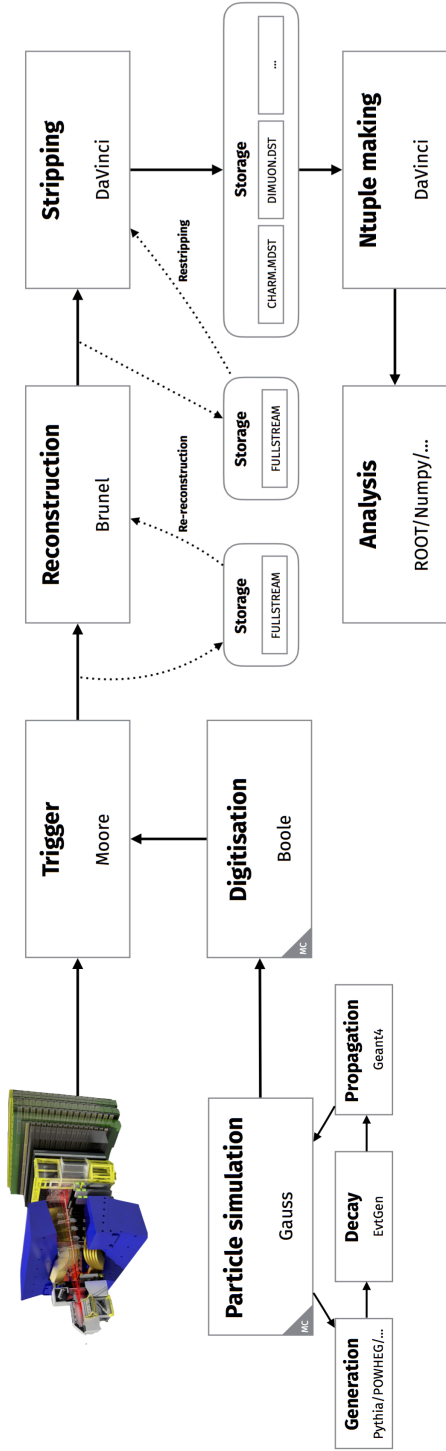 Trigger
Moore
Reconstruction
Brunel
Stripping
DaVinci
Re-reconstruction
Restripping
Particle simulation
Gauss
MC
Digitisation
Boole
MC
Storage
FULLSTREAM
Storage
FULLSTREAM
Storage
CHARM.MDST
DIMUON.DST
...
Generation
Pythia/POWHEG/...
Decay
EvtGen
Propagation
Geant4
Analysis
ROOT/Numpy/...
Ntuple making
DaVinci